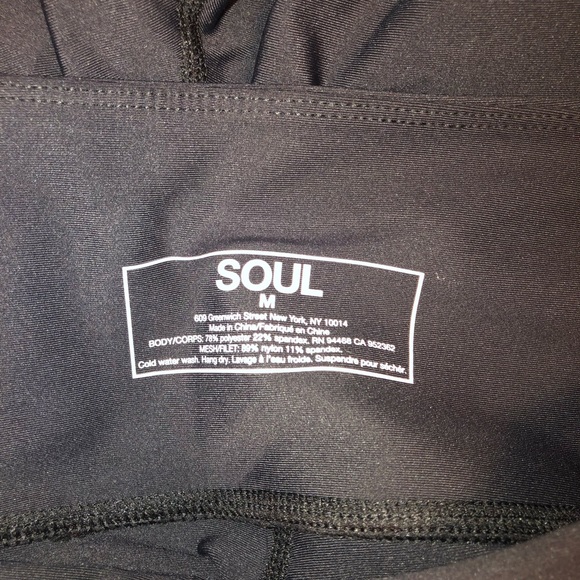 SOUL
M
609 Greenwich Street New York, NY 10014
Made in China/Fabriqué en Chine
BODY/CORPS: 78% polyester 22% spandex. RN 94468 CA 952362
MESH/FILET: 89% nylon 11% spandex.
Cold water wash. Hang dry. Lavage à l'eau froide. Suspendre pour sécher.